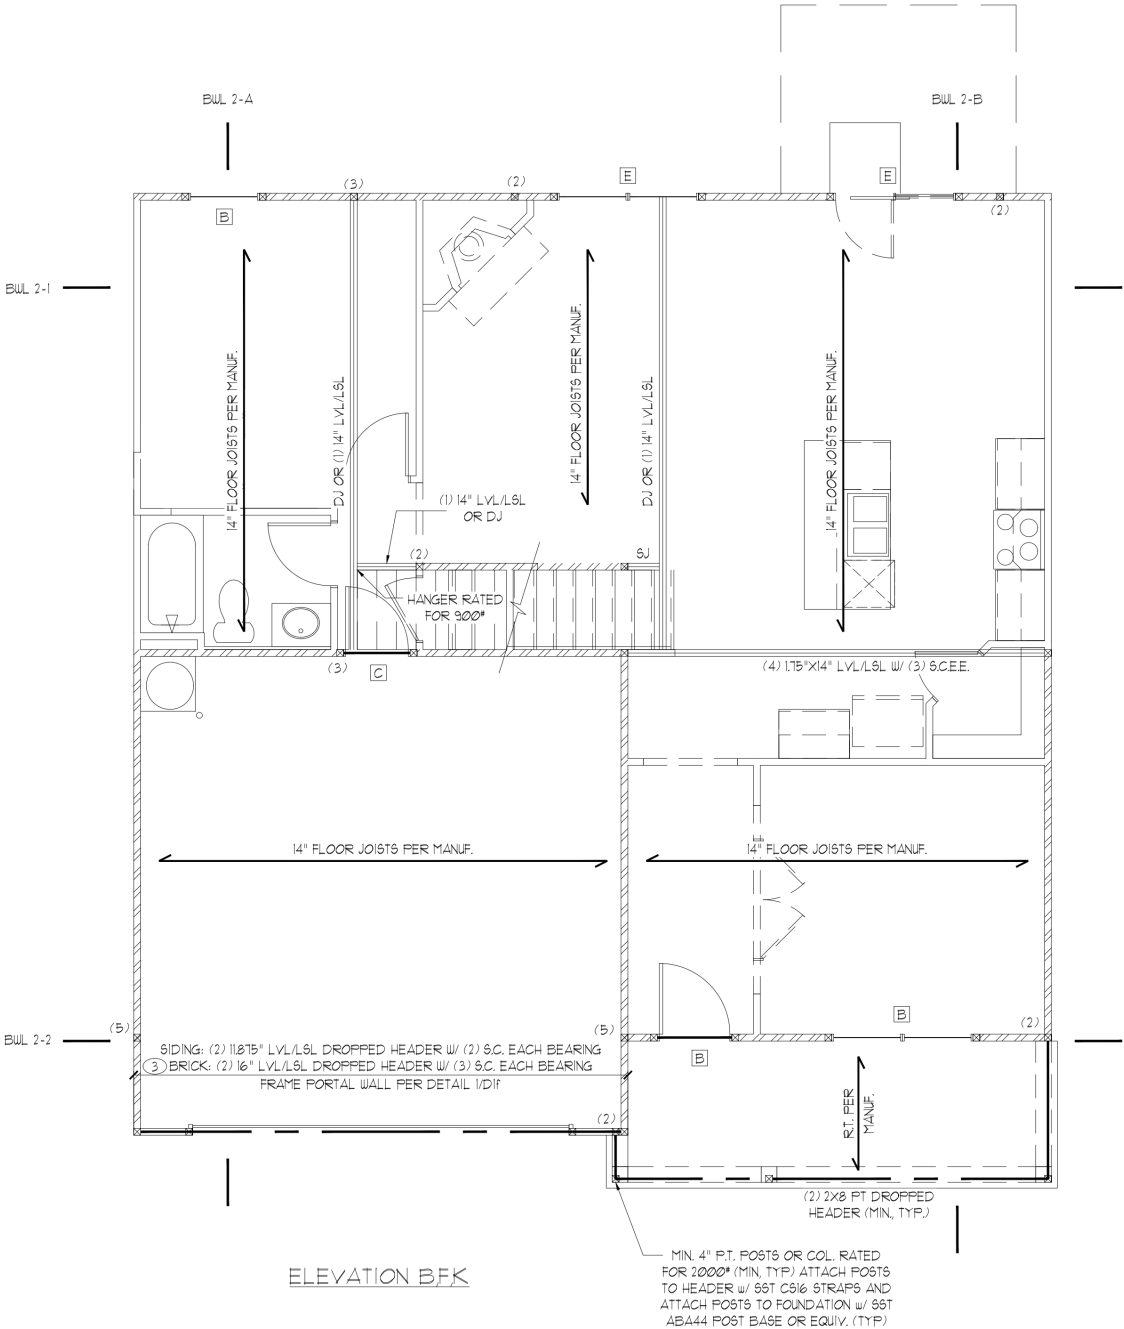 BWL 2-A
BWL 2-B
(3)
(2)
E
E
B
(2)
BWL 2-1
14" FLOOR JOISTS PER MANUF.
DJ OR (1) 14" LVL/LSL
14" FLOOR JOISTS PER MANUF.
DJ OR (1) 14" LVL/LSL
14" FLOOR JOISTS PER MANUF.
(1) 14" LVL/LSL
OR DJ
(2)
SJ
HANGER RATED
FOR 900#
(3)
C
(4) 1.75"X14" LVL/LSL W/ (3) S.C.E.E.
14" FLOOR JOISTS PER MANUF.
14" FLOOR JOISTS PER MANUF.
B
(5)
(5)
(2)
BWL 2-2
SIDING: (2) 11.875" LVL/LSL DROPPED HEADER W/ (2) S.C. EACH BEARING
3 BRICK: (2) 16" LVL/LSL DROPPED HEADER W/ (3) S.C. EACH BEARING
FRAME PORTAL WALL PER DETAIL 1/D1f
B
(2)
R.T. PER
MANUF.
(2) 2X8 PT DROPPED
HEADER (MIN., TYP.)
MIN. 4" P.T. POSTS OR COL. RATED
FOR 2000# (MIN, TYP) ATTACH POSTS
TO HEADER w/ SST CS16 STRAPS AND
ATTACH POSTS TO FOUNDATION w/ SST
ABA44 POST BASE OR EQUIV. (TYP)
ELEVATION B,F,K